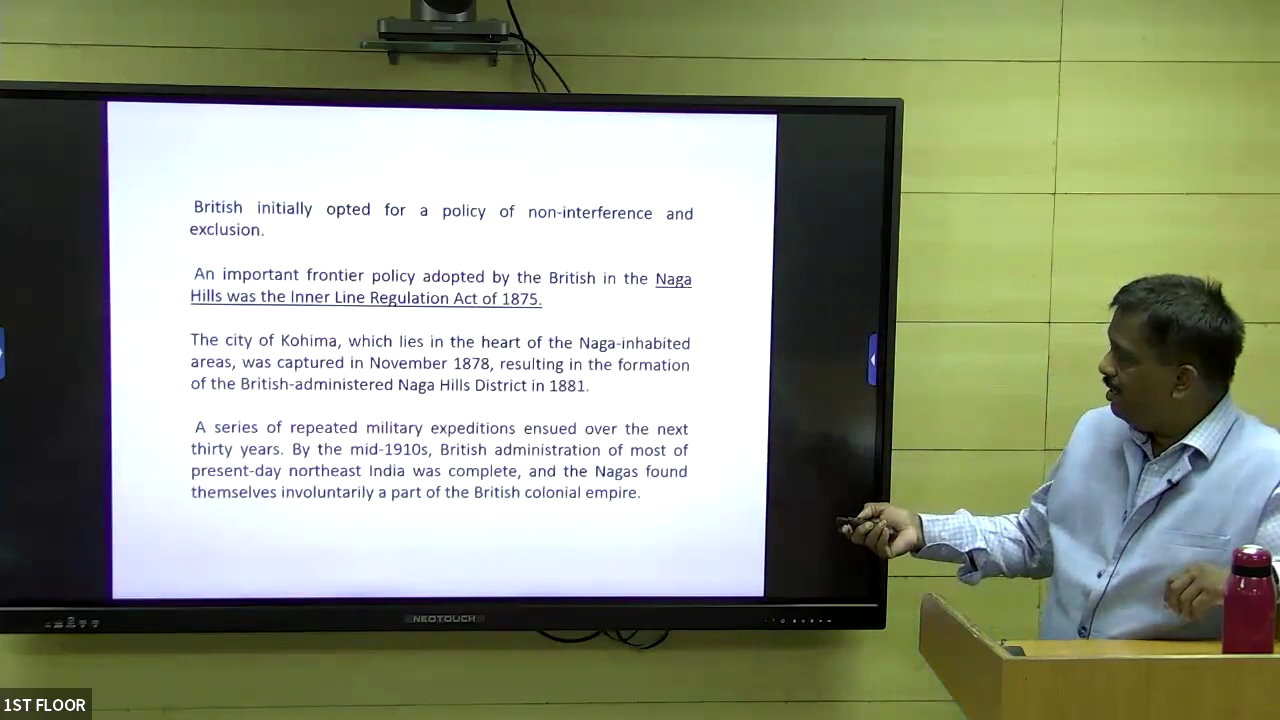 British initially opted for a policy of non-interference and
exclusion.
An important frontier policy adopted by the British in the Naga
Hills was the Inner Line Regulation Act of 1875.
The city of Kohima, which lies in the heart of the Naga-inhabited
areas, was captured in November 1878, resulting in the formation
of the British-administered Naga Hills District in 1881.
A series of repeated military expeditions ensued over the next
thirty years. By the mid-1910s, British administration of most of
present-day northeast India was complete, and the Nagas found
themselves involuntarily a part of the British colonial empire.
NEOTOUCH
1ST FLOOR